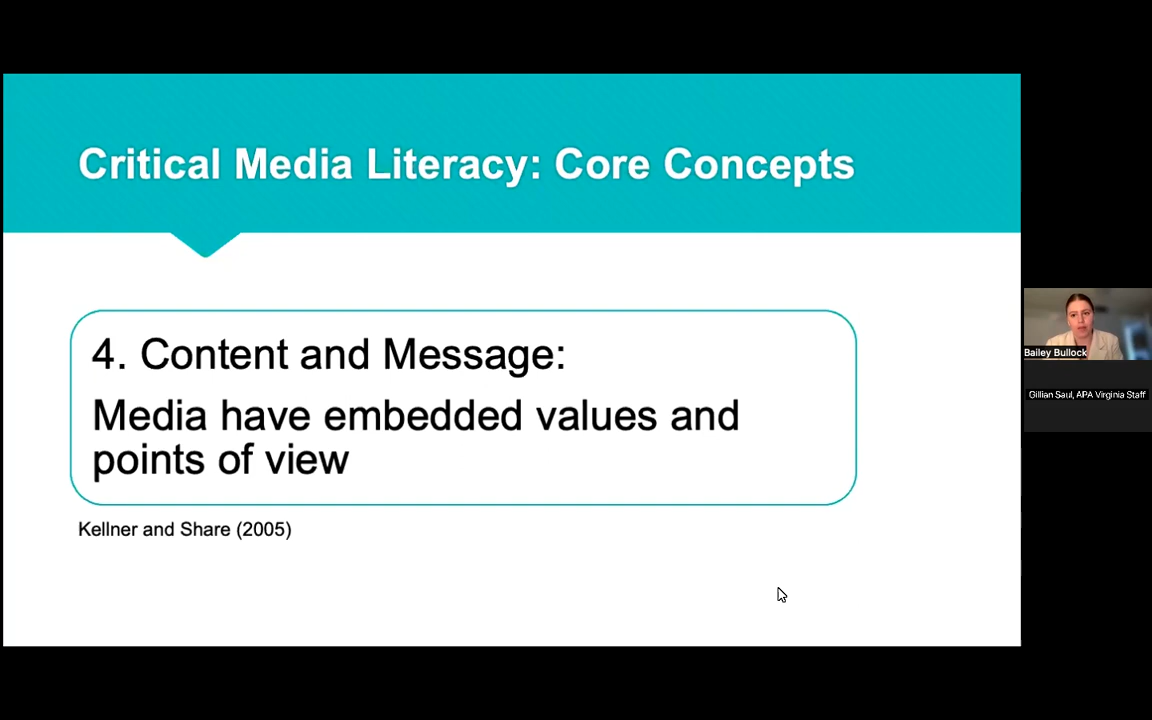 Critical Media Literacy: Core Concepts
4. Content and Message:
Media have embedded values and
points of view
Kellner and Share (2005)
Bailey Bullock
Gillian Saul, APA Virginia Staff